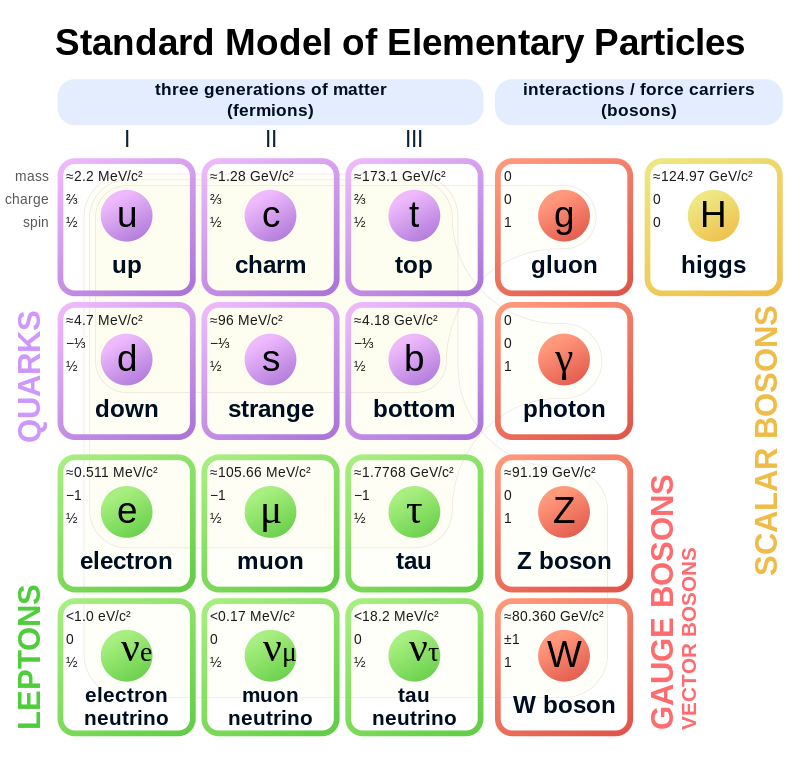 Standard Model of Elementary Particles
three generations of matter
(fermions)
interactions / force carriers
(bosons)
I
II
III
mass
charge
spin
≈2.2 MeV/c²
⅔
½
u
up
≈1.28 GeV/c²
⅔
½
c
charm
≈173.1 GeV/c²
⅔
½
t
top
0
0
1
g
gluon
≈124.97 GeV/c²
0
0
H
higgs
QUARKS
≈4.7 MeV/c²
−⅓
½
d
down
≈96 MeV/c²
−⅓
½
s
strange
≈4.18 GeV/c²
−⅓
½
b
bottom
0
0
1
γ
photon
SCALAR BOSONS
≈0.511 MeV/c²
−1
½
e
electron
≈105.66 MeV/c²
−1
½
μ
muon
≈1.7768 GeV/c²
−1
½
τ
tau
≈91.19 GeV/c²
0
1
Z
Z boson
LEPTONS
<1.0 eV/c²
0
½
νe
electron
neutrino
<0.17 MeV/c²
0
½
νμ
muon
neutrino
<18.2 MeV/c²
0
½
ντ
tau
neutrino
≈80.360 GeV/c²
±1
1
W
W boson
GAUGE BOSONS
VECTOR BOSONS